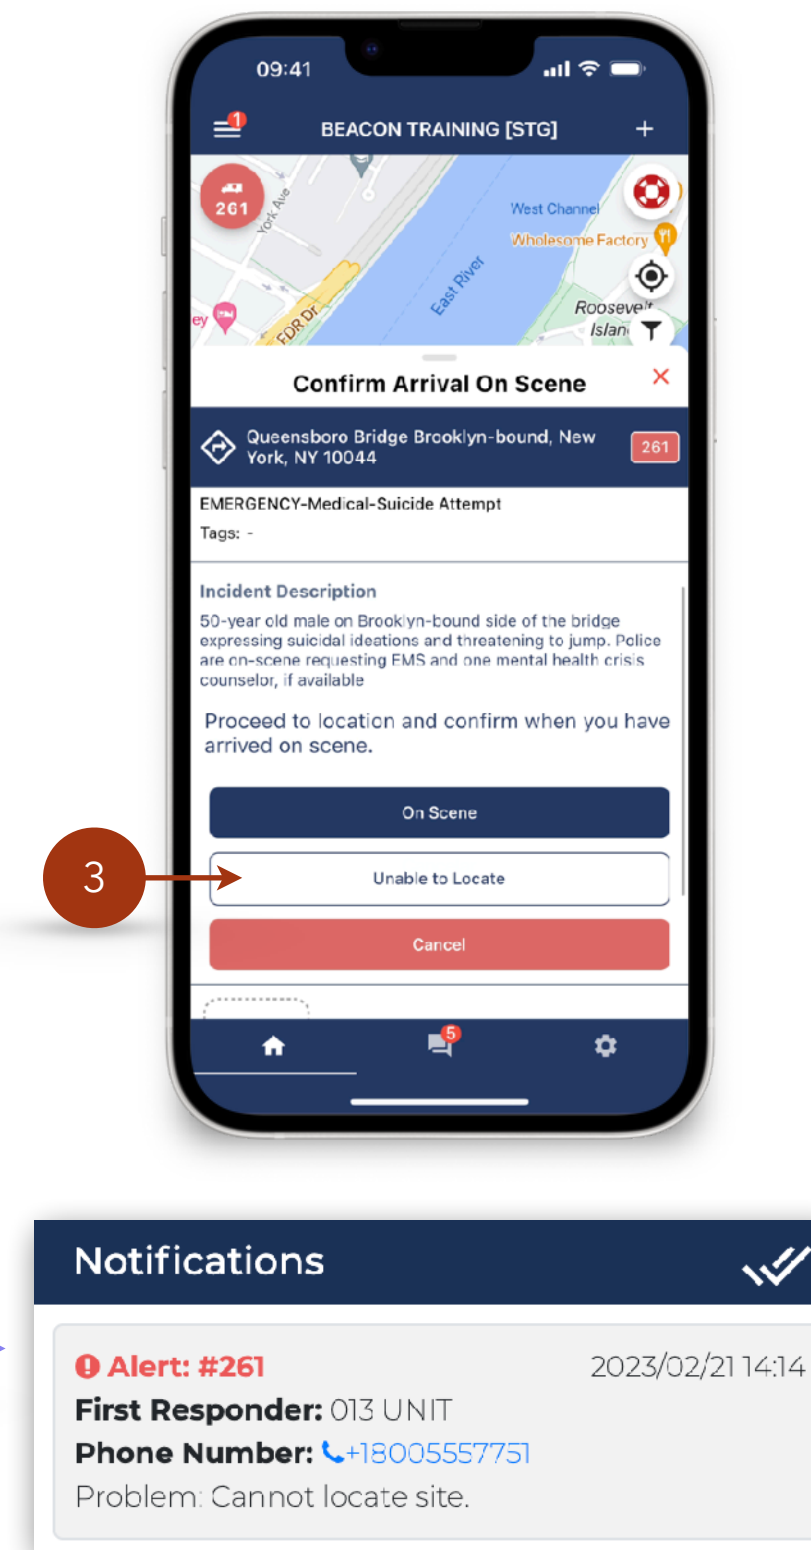 09:41
1
BEACON TRAINING [STG]
+
261
York Ave
West Channel
Wholesome Factory
East River
Roosevelt
Islan
ey
FDR Dr
Confirm Arrival On Scene
Queensboro Bridge Brooklyn-bound, New
York, NY 10044
261
EMERGENCY-Medical-Suicide Attempt
Tags: -
Incident Description
50-year old male on Brooklyn-bound side of the bridge
expressing suicidal ideations and threatening to jump. Police
are on-scene requesting EMS and one mental health crisis
counselor, if available
Proceed to location and confirm when you have
arrived on scene.
On Scene
3
Unable to Locate
Cancel
5
Notifications
Alert: #261 2023/02/21 14:14
First Responder: 013 UNIT
Phone Number: +18005557751
Problem: Cannot locate site.